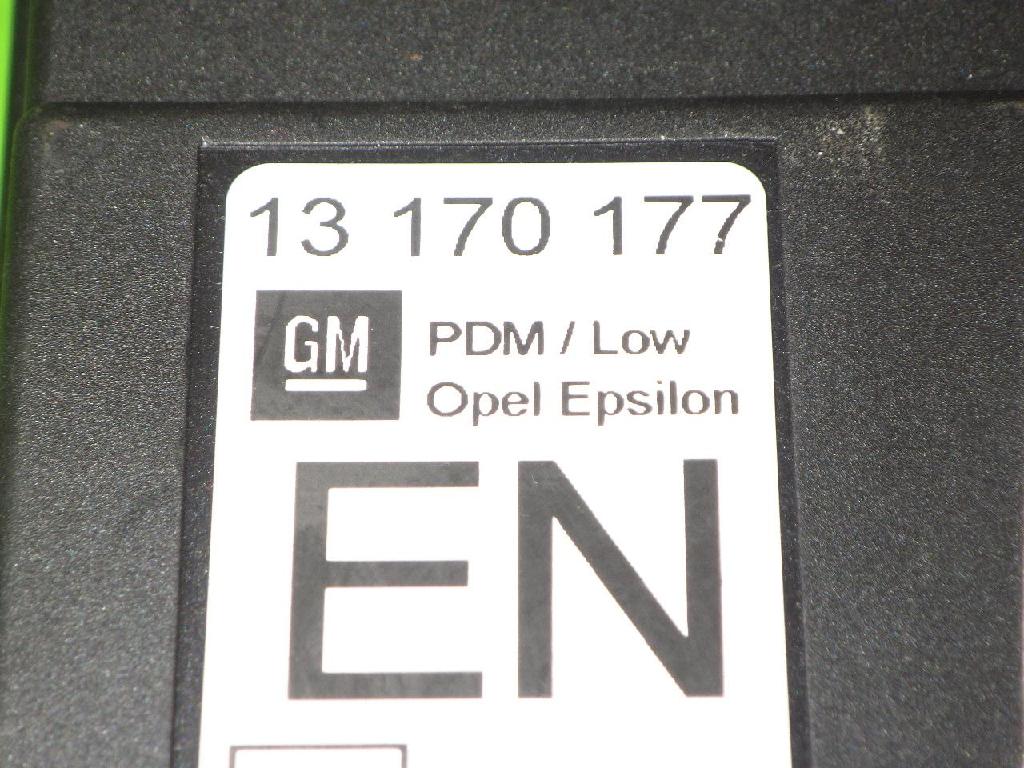 13 170 177
GM
PDM / Low
Opel Epsilon
EN